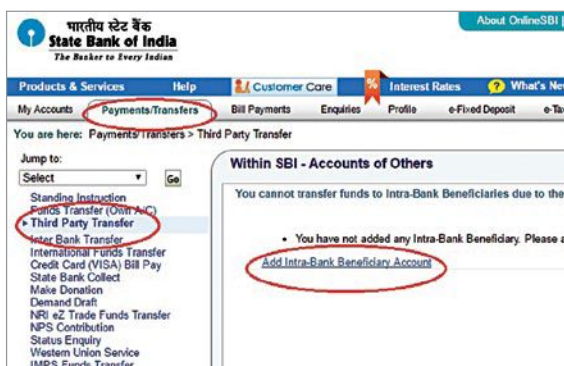 भारतीय स्टेट बैंक
State Bank of India
The Banker to Every Indian
About OnlineSBI |
Products & Services Help Customer Care % Interest Rates ? What's Ne
My Accounts Payments/Transfers Bill Payments Enquiries Profile e-Fixed Deposit e-Tax
You are here: Payments/Transfers > Third Party Transfer
Jump to:
Select Go
Standing Instruction
Funds Transfer (Own A/C)
Third Party Transfer
Inter Bank Transfer
International Funds Transfer
Credit Card (VISA) Bill Pay
State Bank Collect
Make Donation
Demand Draft
NRI eZ Trade Funds Transfer
NPS Contribution
Status Enquiry
Western Union Service
IMPS Funds Transfer
Within SBI - Accounts of Others
You cannot transfer funds to Intra-Bank Beneficiaries due to the
• You have not added any Intra-Bank Beneficiary. Please a
Add Intra-Bank Beneficiary Account